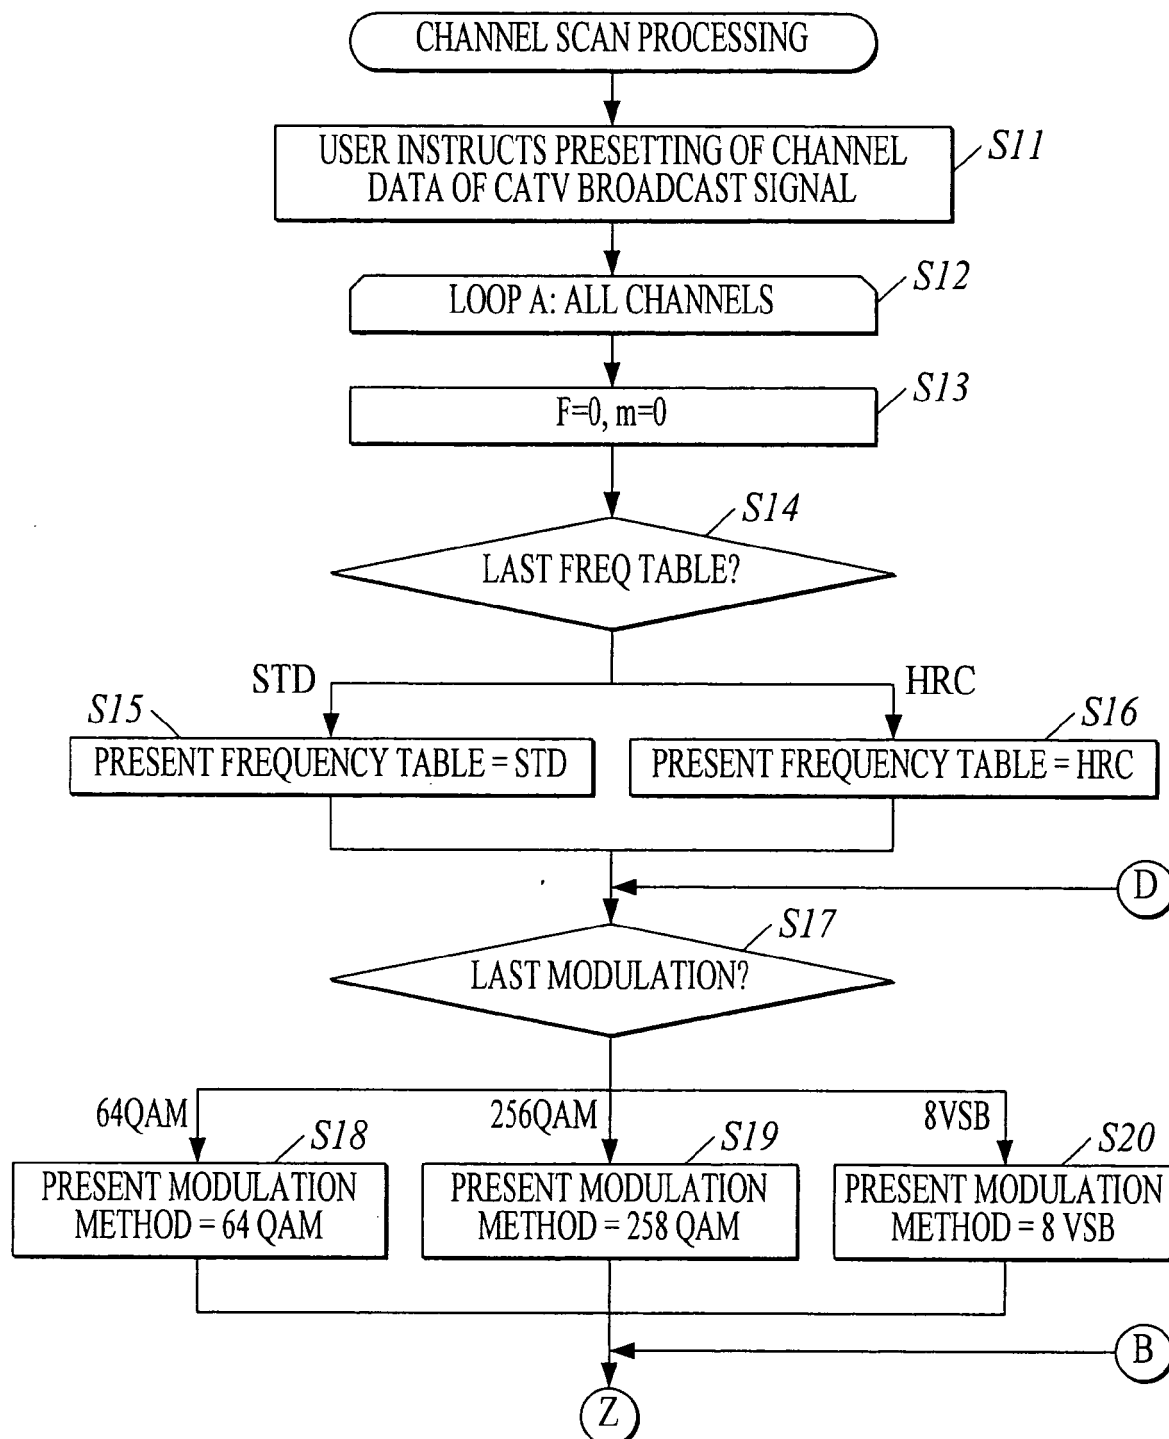 CHANNEL SCAN PROCESSING
S11
USER INSTRUCTS PRESETTING OF CHANNEL
DATA OF CATV BROADCAST SIGNAL
S12
LOOP A: ALL CHANNELS
S13
F=0, m=0
S14
LAST FREQ TABLE?
STD
HRC
S15
S16
PRESENT FREQUENCY TABLE = STD
PRESENT FREQUENCY TABLE = HRC
D
S17
LAST MODULATION?
64QAM
256QAM
8VSB
S18
S19
S20
PRESENT MODULATION
METHOD = 64 QAM
PRESENT MODULATION
METHOD = 258 QAM
PRESENT MODULATION
METHOD = 8 VSB
B
Z